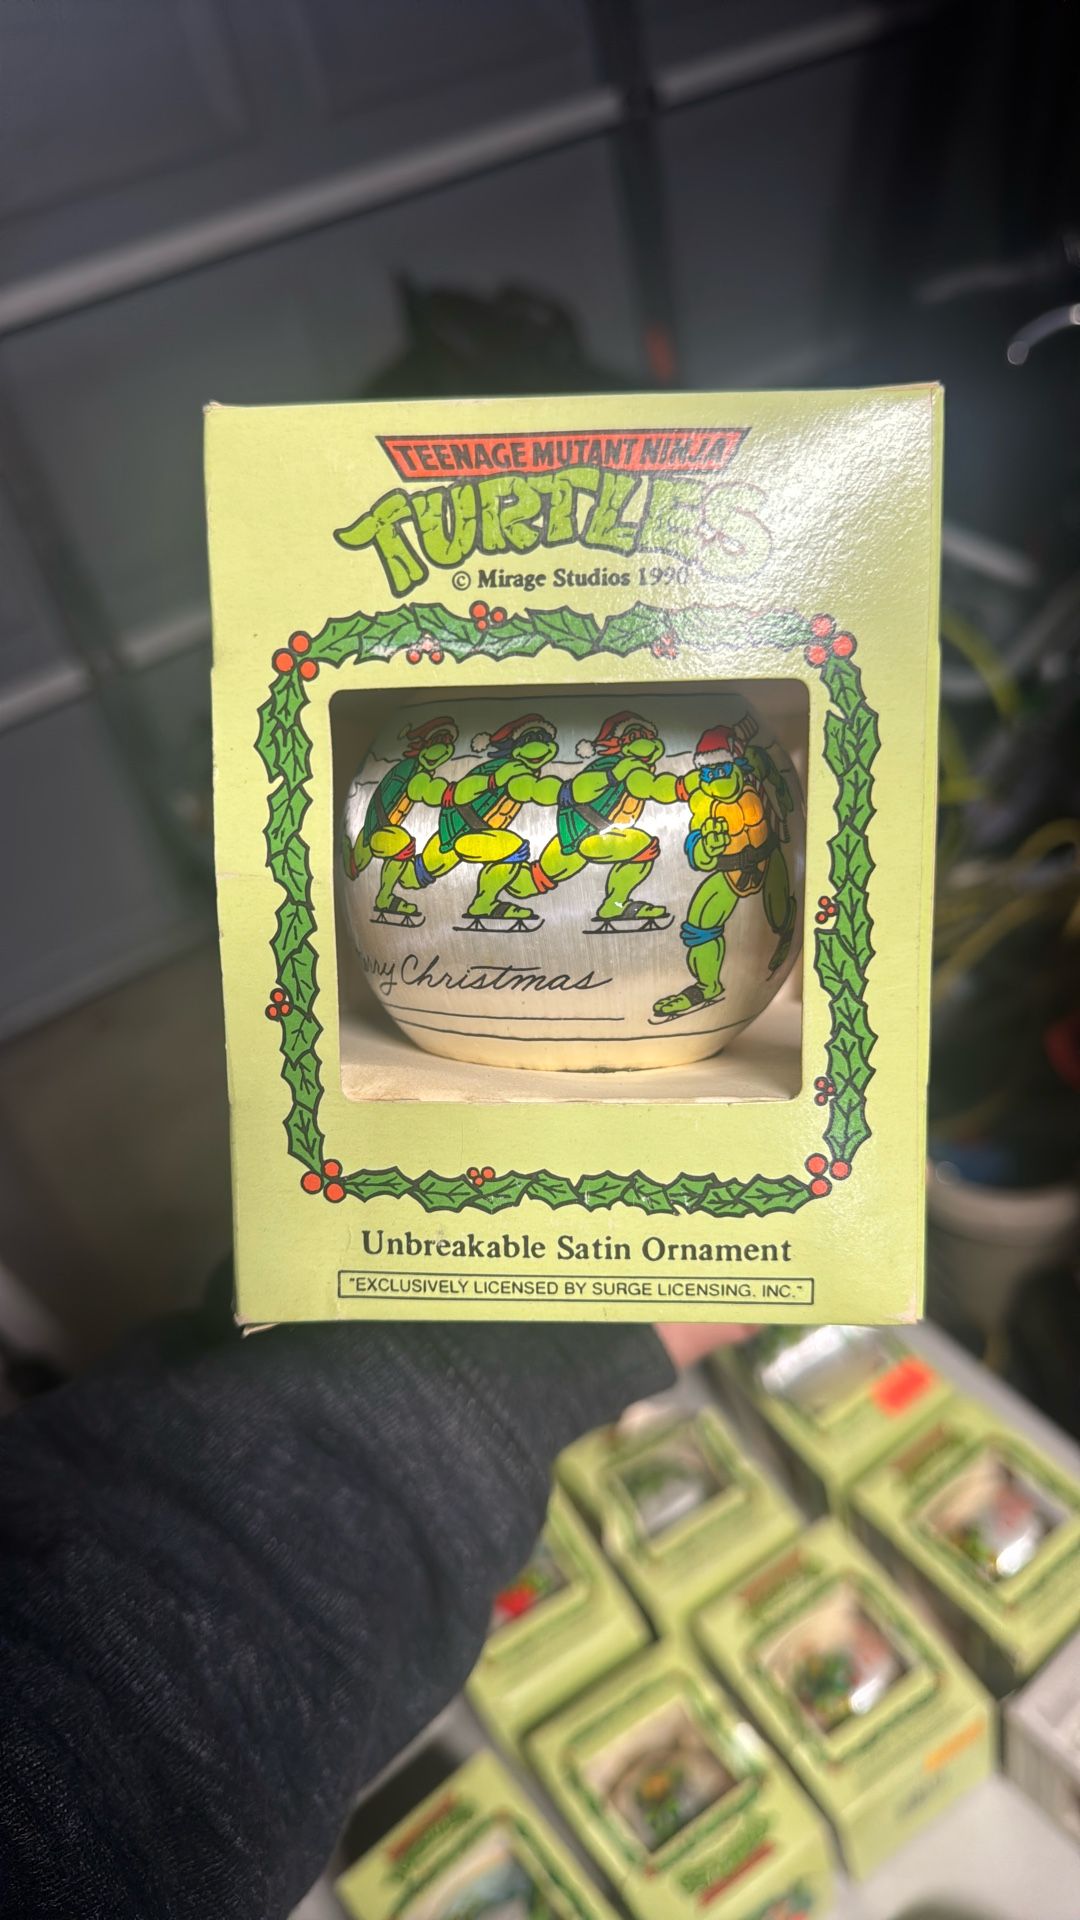 TEENAGE MUTANT NINJA
TURTLES
© Mirage Studios 1990
Christmas
Unbreakable Satin Ornament
"EXCLUSIVELY LICENSED BY SURGE LICENSING, INC."